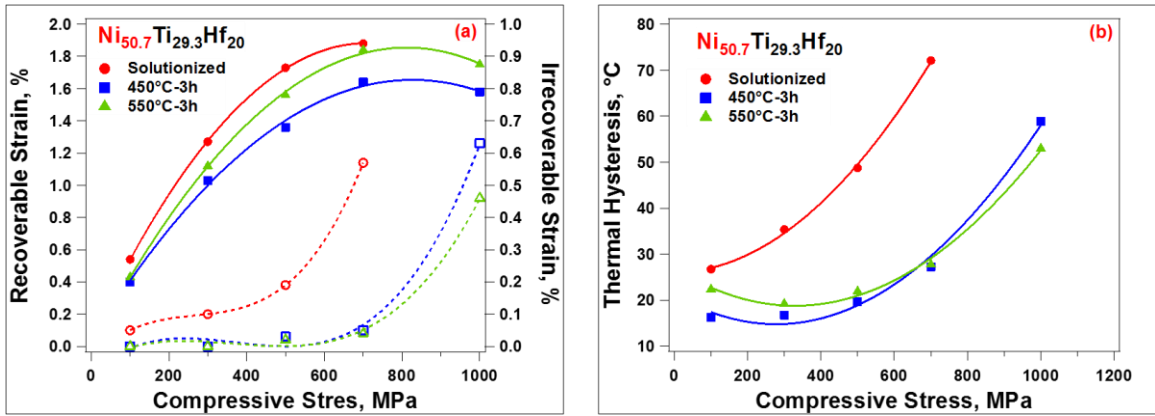 (a)
Ni50.7Ti29.3Hf20
Solutionized
450°C-3h
550°C-3h
Recoverable Strain, %
2.0
1.8
1.6
1.4
1.2
1.0
0.8
0.6
0.4
0.2
0.0
Irrecoverable Strain, %
1.0
0.9
0.8
0.7
0.6
0.5
0.4
0.3
0.2
0.1
0.0
0 200 400 600 800 1000
Compressive Stres, MPa
(b)
Ni50.7Ti29.3Hf20
Solutionized
450°C-3h
550°C-3h
Thermal Hysteresis, °C
80
70
60
50
40
30
20
10
0 200 400 600 800 1000 1200
Compressive Stress, MPa